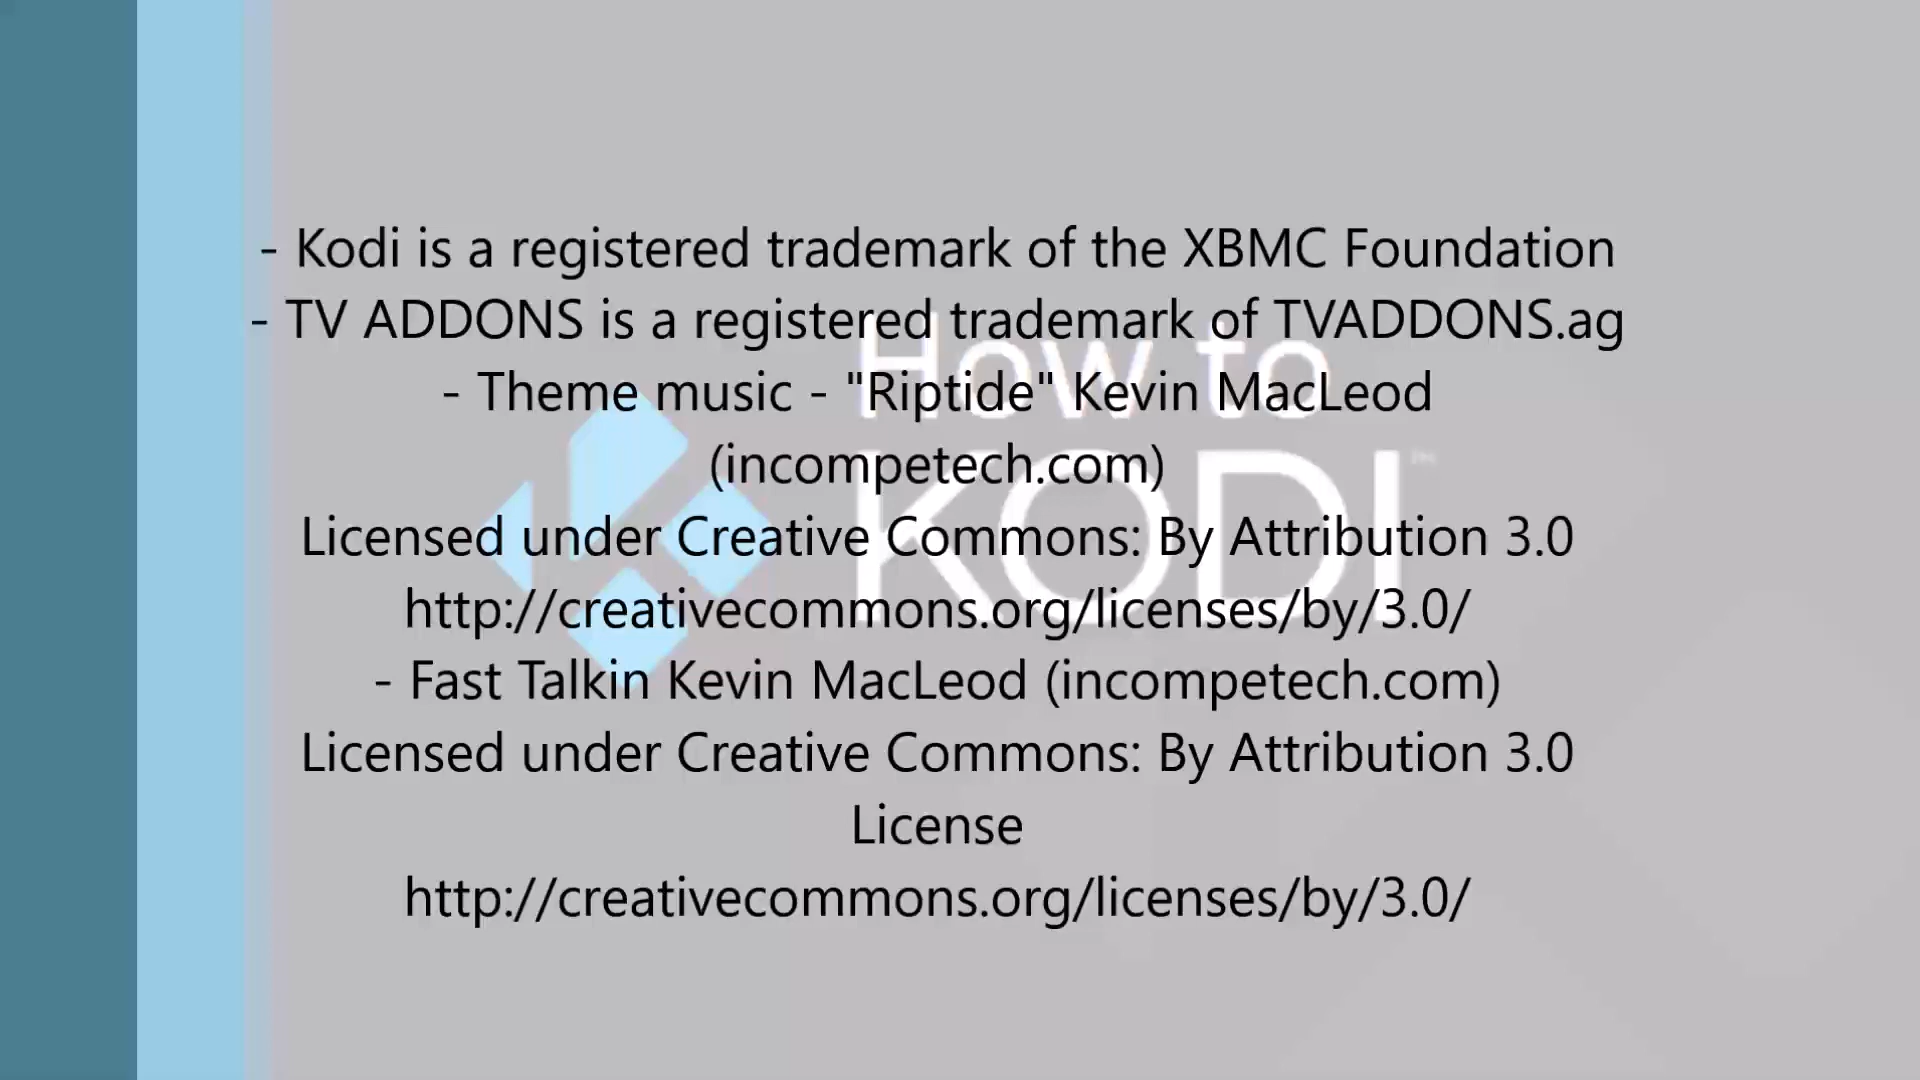 - Kodi is a registered trademark of the XBMC Foundation
- TV ADDONS is a registered trademark of TVADDONS.ag
How to
- Theme music - "Riptide" Kevin MacLeod
(incompetech.com)
KODI™
Licensed under Creative Commons: By Attribution 3.0
http://creativecommons.org/licenses/by/3.0/
- Fast Talkin Kevin MacLeod (incompetech.com)
Licensed under Creative Commons: By Attribution 3.0
License
http://creativecommons.org/licenses/by/3.0/